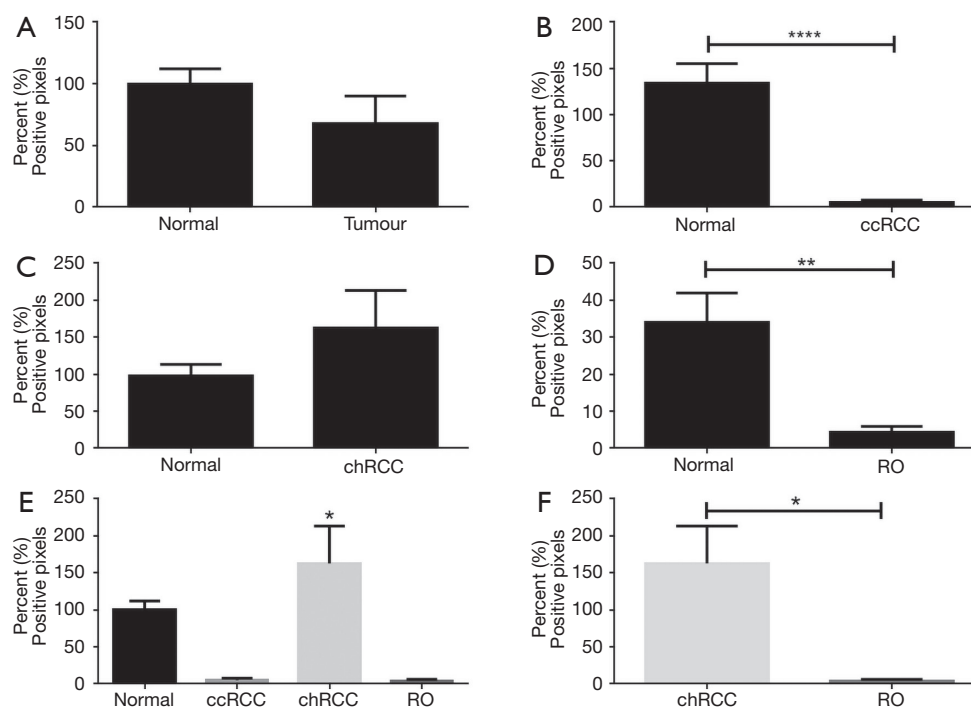 A
Percent (%)
Positive pixels
150
100
50
0
Normal
Tumour
B
Percent (%)
Positive pixels
200
150
100
50
0
****
Normal
ccRCC
C
Percent (%)
Positive pixels
250
200
150
100
50
0
Normal
chRCC
D
Percent (%)
Positive pixels
50
40
30
20
10
0
**
Normal
RO
E
Percent (%)
Positive pixels
250
200
150
100
50
0
*
Normal
ccRCC
chRCC
RO
F
Percent (%)
Positive pixels
250
200
150
100
50
0
*
chRCC
RO